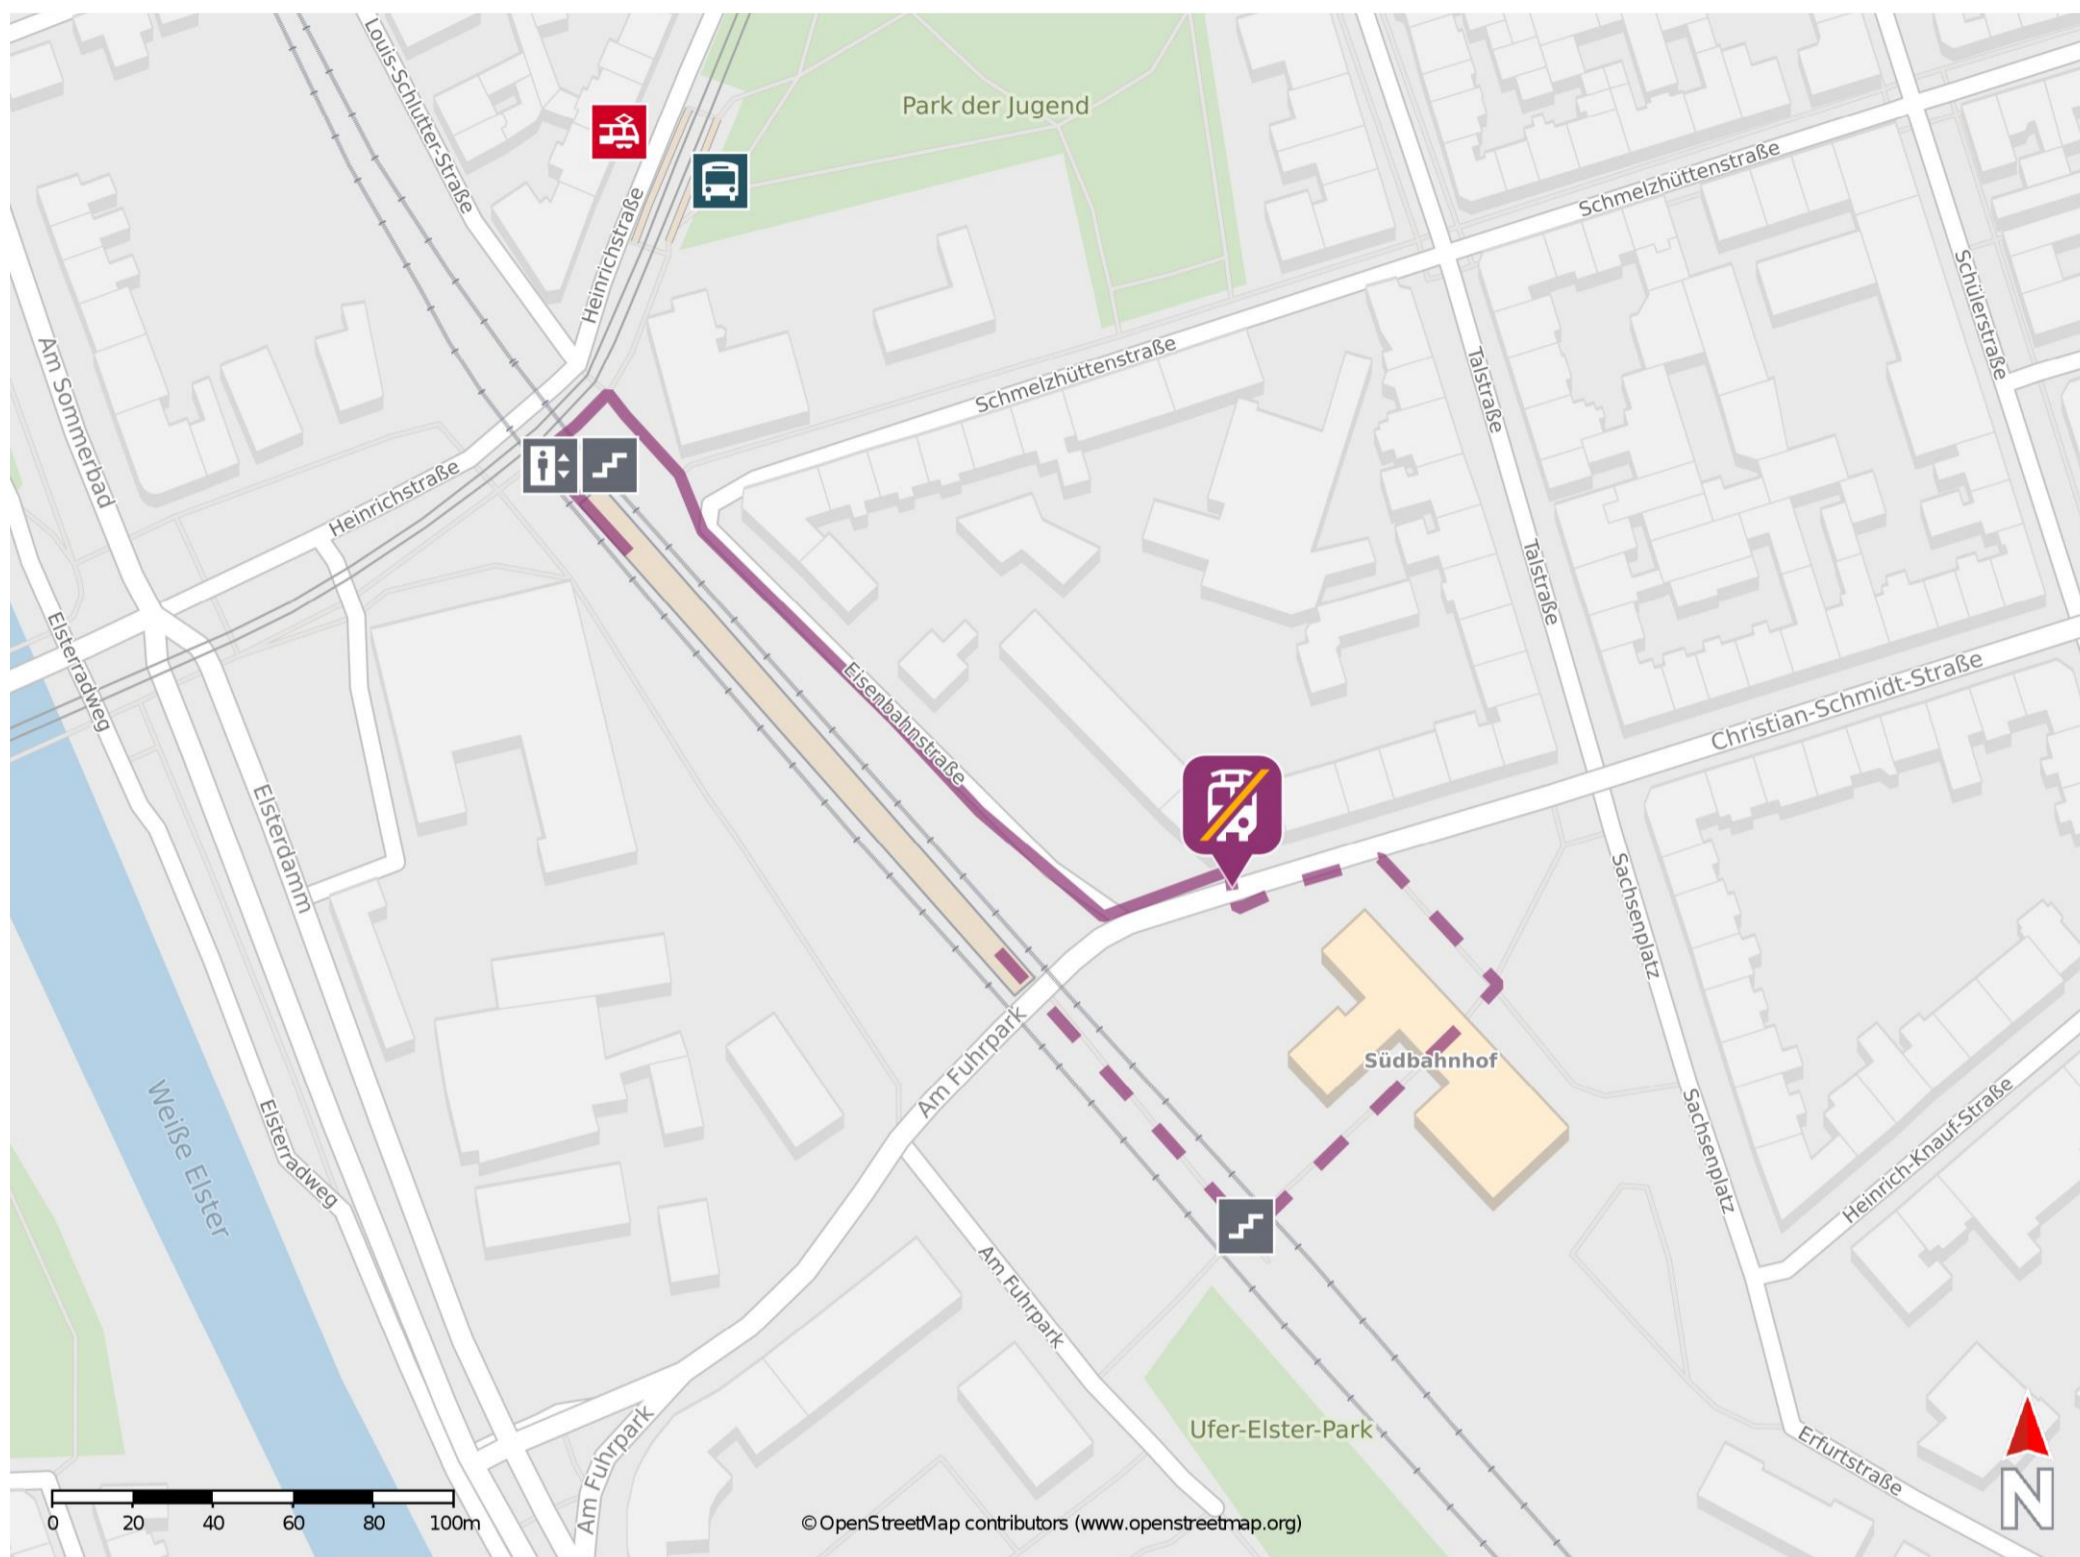 Louis-Schlutter-Straße
Park der Jugend
Schmelzhüttenstraße
Heinrichstraße
Schülerstraße
Am Sommerbad
Schmelzhüttenstraße
Talstraße
Heinrichstraße
Talstraße
Elsterradweg
Eisenbahnstraße
Christian-Schmidt-Straße
Elsterdamm
Sachsenplatz
Am Fuhrpark
Südbahnhof
Weiße Elster
Elsterradweg
Sachsenplatz
Heinrich-Knauf-Straße
Am Fuhrpark
Ufer-Elster-Park
Am Fuhrpark
Erfurtstraße
N
0 20 40 60 80 100m
© OpenStreetMap contributors (www.openstreetmap.org)